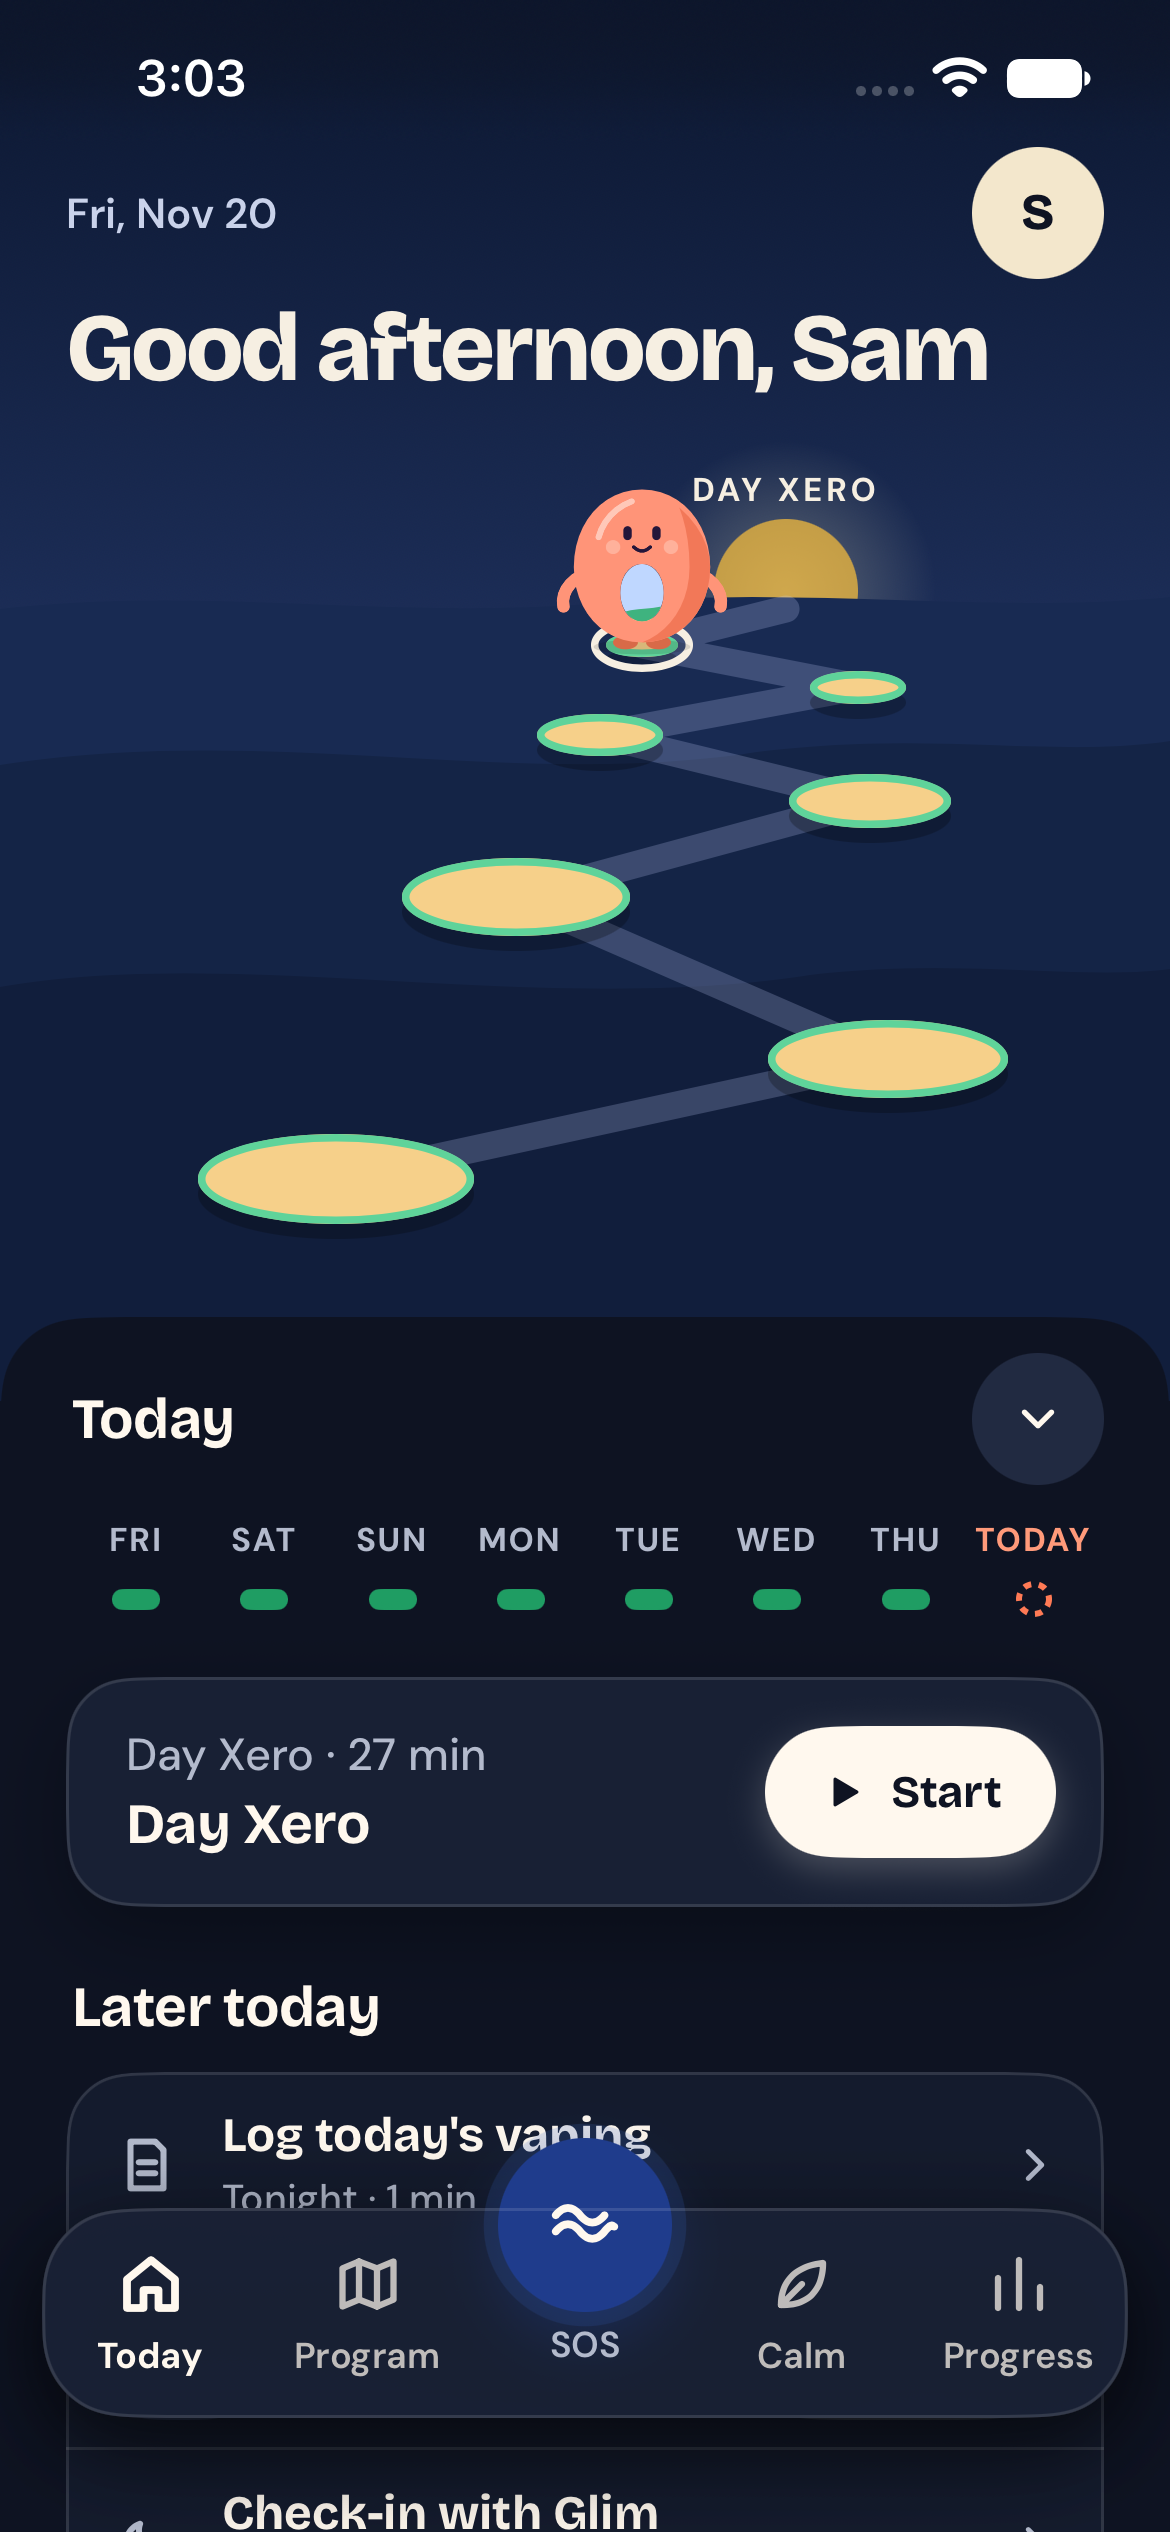 3:03
Fri, Nov 20
S
Good afternoon, Sam
DAY XERO
Today
FRI SAT SUN MON TUE WED THU TODAY
Day Xero · 27 min
Day Xero
Start
Later today
Log today's vaping
Tonight · 1 min
Today
Program
SOS
Calm
Progress
Check-in with Glim